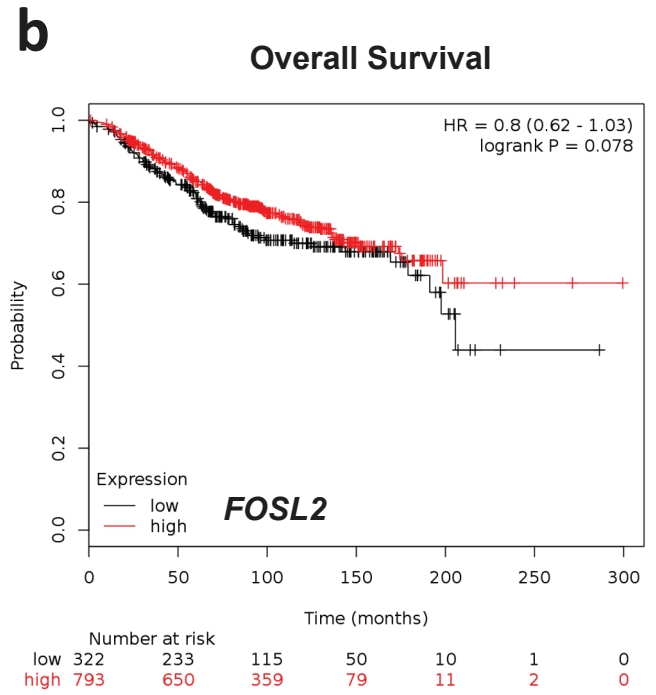 b
Overall Survival
HR = 0.8 (0.62 - 1.03)
logrank P = 0.078
Probability
1.0
0.8
0.6
0.4
0.2
0.0
Expression
low
high
FOSL2
0 50 100 150 200 250 300
Time (months)
Number at risk
low 322 233 115 50 10 1 0
high 793 650 359 79 11 2 0